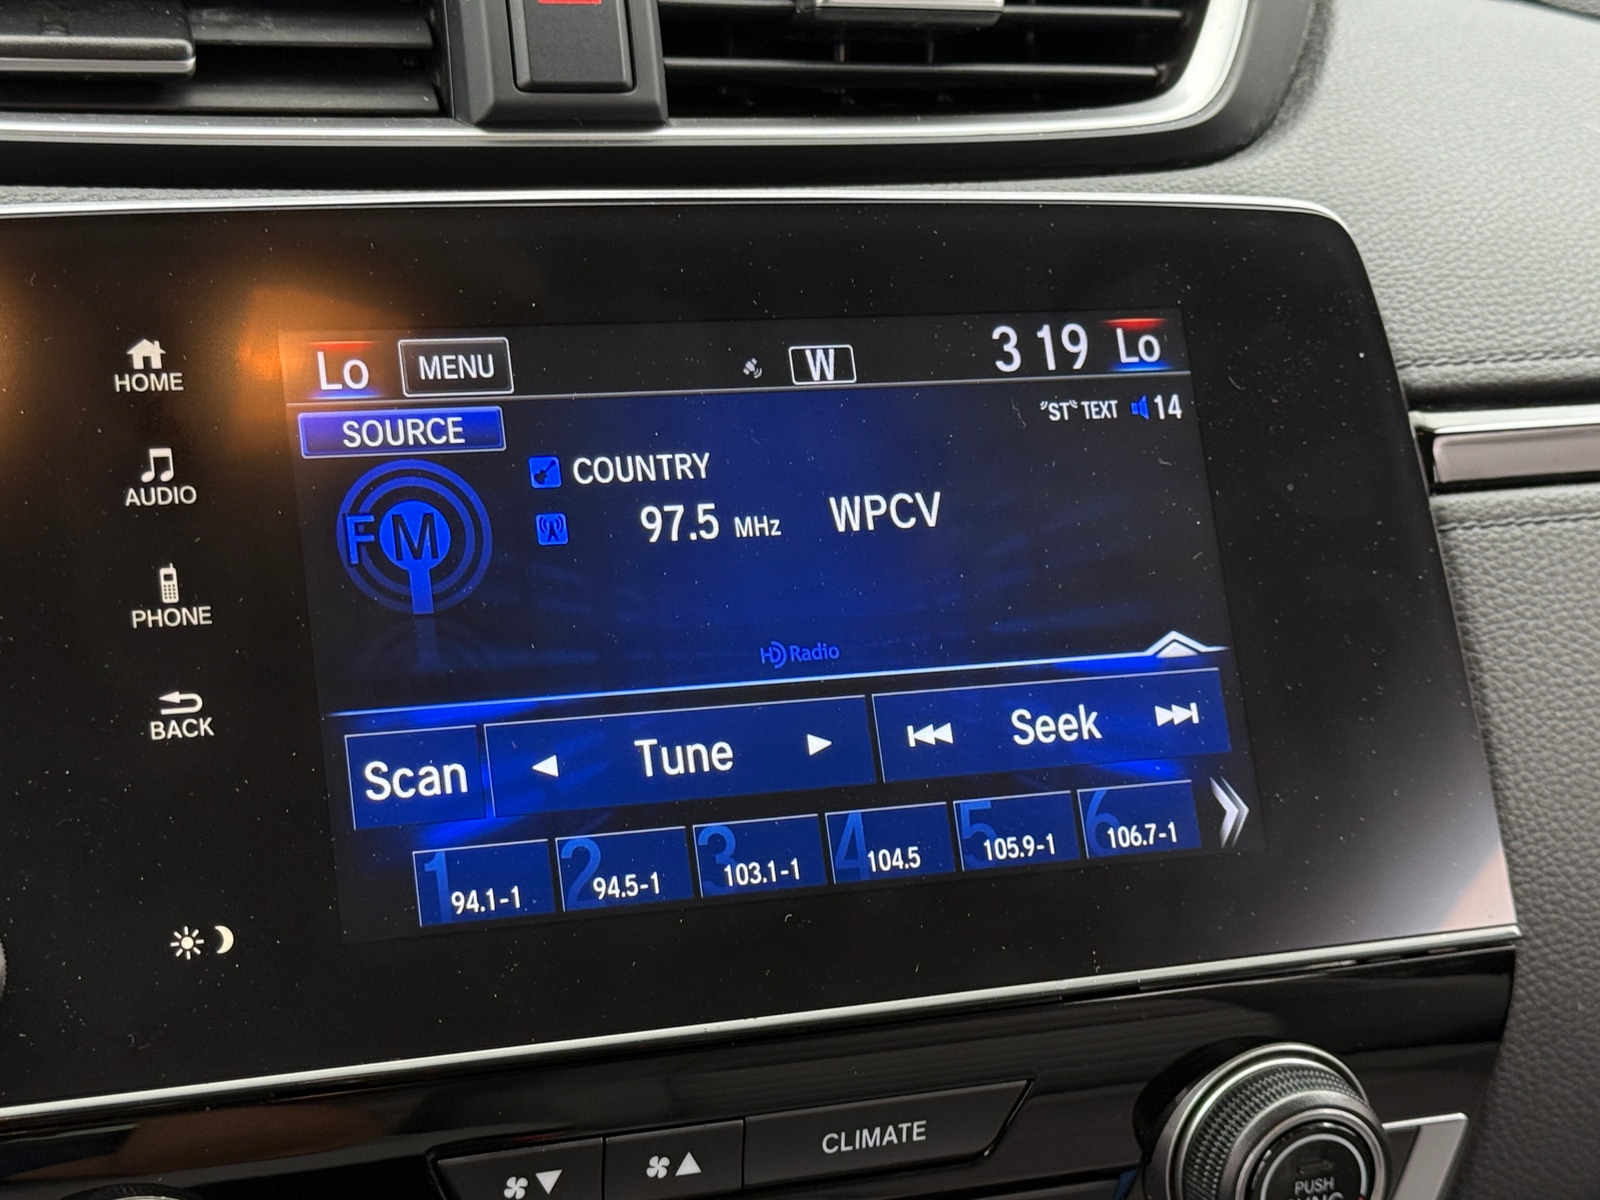 Lo MENU W 3 19 Lo
"ST" TEXT 14
SOURCE
HOME
COUNTRY
AUDIO
FM
97.5 MHz WPCV
PHONE
HD Radio
BACK
Scan Tune Seek
1 94.1-1
2 94.5-1
3 103.1-1
4 104.5
5 105.9-1
6 106.7-1
CLIMATE
PUSH